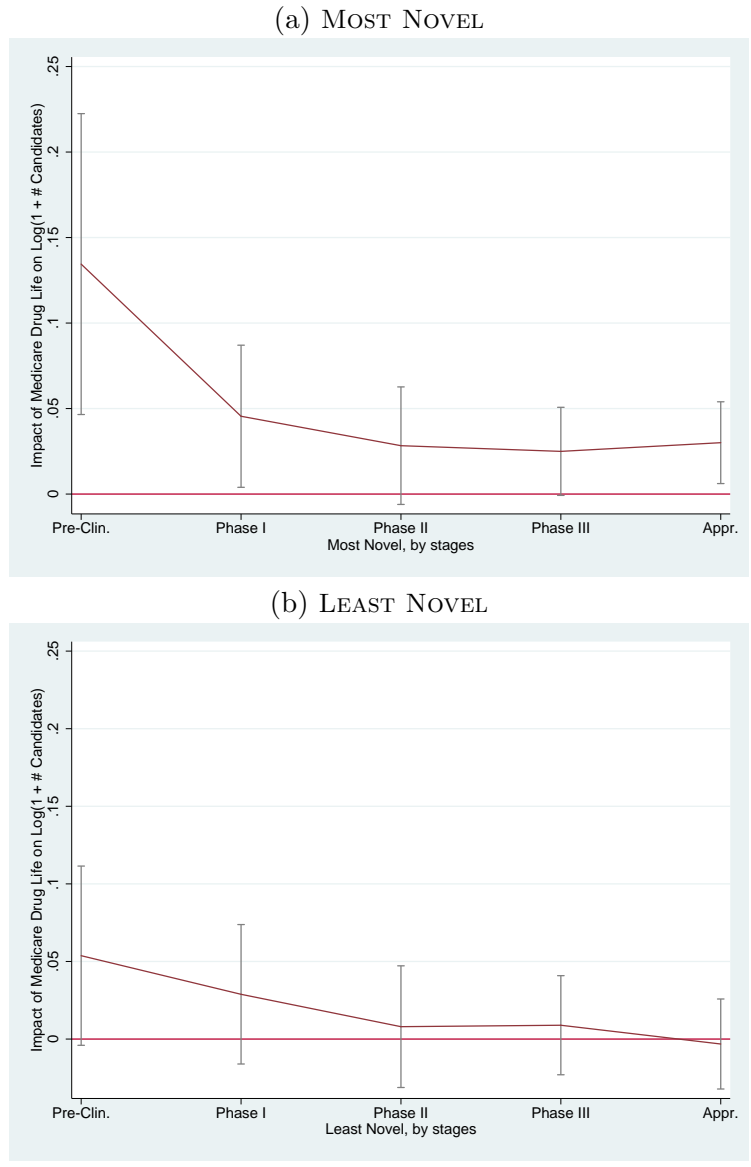 (a) Most Novel
Impact of Medicare Drug Life on Log(1 + # Candidates)
.25
.2
.15
.1
.05
0
Pre-Clin. Phase I Phase II Phase III Appr.
Most Novel, by stages
(b) Least Novel
Impact of Medicare Drug Life on Log(1 + # Candidates)
.25
.2
.15
.1
.05
0
Pre-Clin. Phase I Phase II Phase III Appr.
Least Novel, by stages